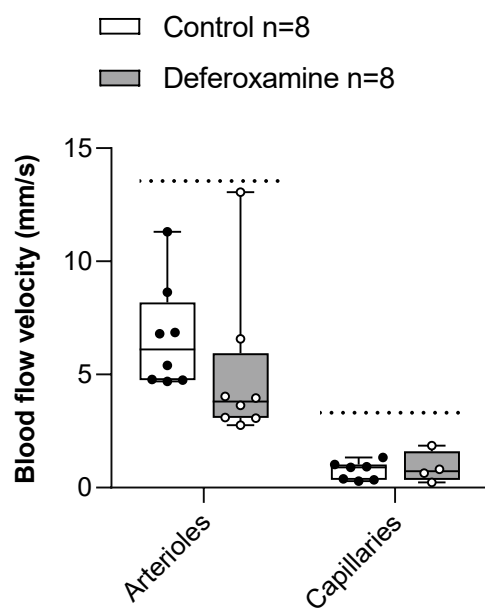 Control n=8
Deferoxamine n=8
Blood flow velocity (mm/s)
15
10
5
0
Arterioles
Capillaries